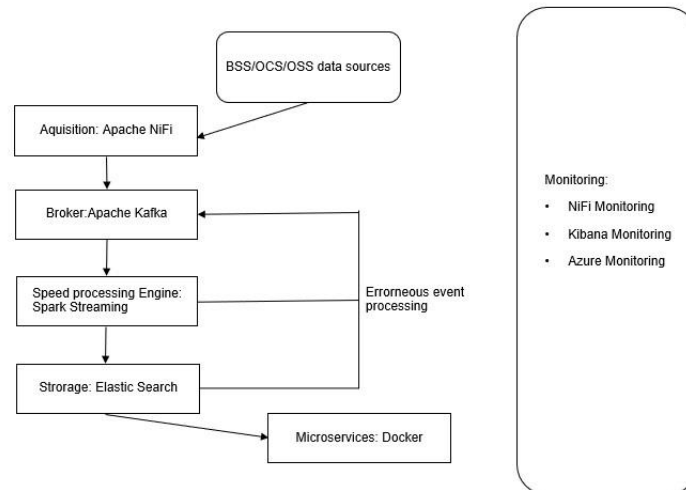 BSS/OCS/OSS data sources
Aquisition: Apache NiFi
Broker:Apache Kafka
Speed processing Engine:
Spark Streaming
Errorneous event
processing
Strorage: Elastic Search
Microservices: Docker
Monitoring:
• NiFi Monitoring
• Kibana Monitoring
• Azure Monitoring